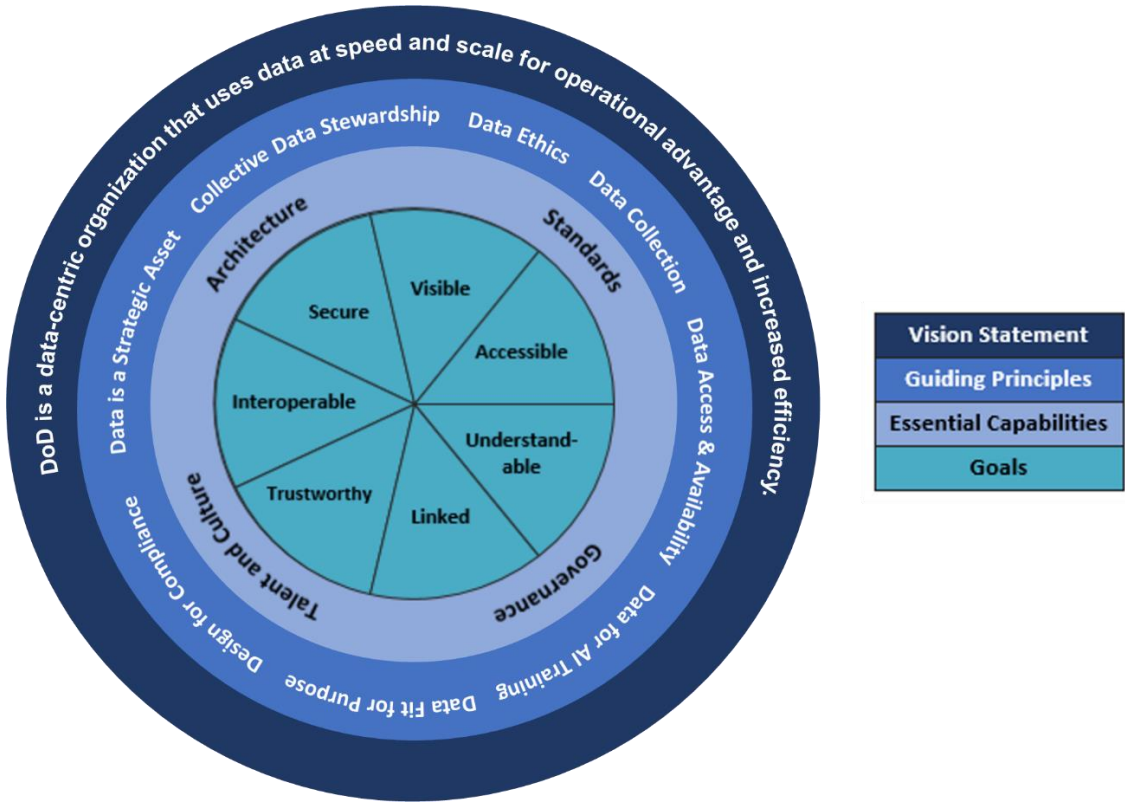 DoD is a data-centric organization that uses data at speed and scale for operational advantage and increased efficiency.
Data is a Strategic Asset
Collective Data Stewardship
Data Ethics
Data Collection
Data Access & Availability
Data for AI Training
Data Fit for Purpose
Design for Compliance
Architecture
Standards
Governance
Talent and Culture
Visible
Accessible
Understand-
able
Linked
Trustworthy
Interoperable
Secure
Vision Statement
Guiding Principles
Essential Capabilities
Goals